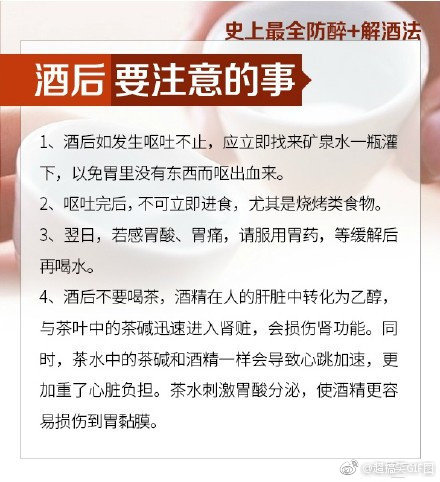 史上最全防醉+解酒法
酒后要注意的事
1、酒后如发生呕吐不止，应立即找来矿泉水一瓶灌
下，以免胃里没有东西而呕出血来。
2、呕吐完后，不可立即进食，尤其是烧烤类食物。
3、翌日，若感胃酸、胃痛，请服用胃药，等缓解后
再喝水。
4、酒后不要喝茶，酒精在人的肝脏中转化为乙醇，
与茶叶中的茶碱迅速进入肾脏，会损伤肾功能。同
时，茶水中的茶碱和酒精一样会导致心跳加速，更
加重了心脏负担。茶水刺激胃酸分泌，使酒精更容
易损伤到胃黏膜。